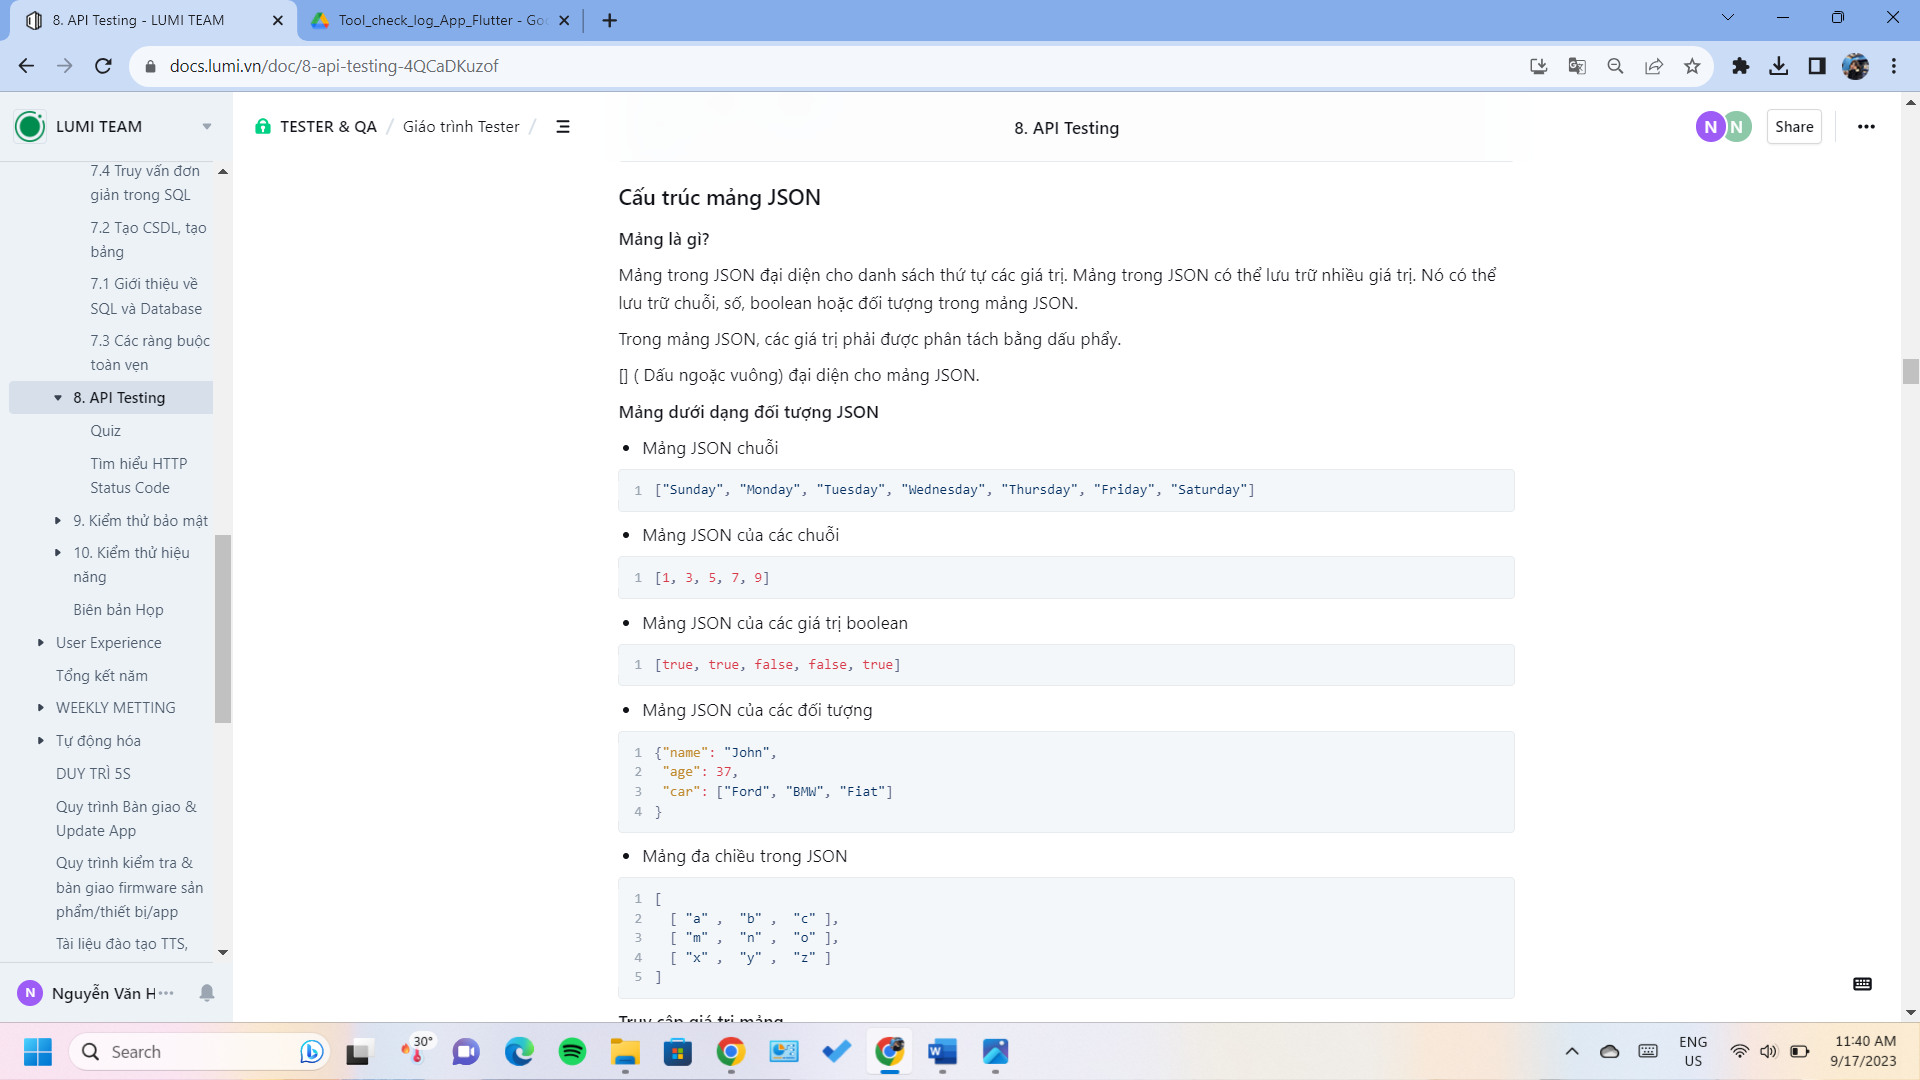 8. API Testing - LUMI TEAM
Tool_check_log_App_Flutter - Goo
docs.lumi.vn/doc/8-api-testing-4QCaDKuzof
LUMI TEAM
TESTER & QA / Giáo trình Tester /
8. API Testing
N N
Share
7.4 Truy vấn đơn
giản trong SQL
7.2 Tạo CSDL, tạo
bảng
7.1 Giới thiệu về
SQL và Database
7.3 Các ràng buộc
toàn vẹn
8. API Testing
Quiz
Tìm hiểu HTTP
Status Code
9. Kiểm thử bảo mật
10. Kiểm thử hiệu
năng
Biên bản Họp
User Experience
Tổng kết năm
WEEKLY METTING
Tự động hóa
DUY TRÌ 5S
Quy trình Bàn giao &
Update App
Quy trình kiểm tra &
bàn giao firmware sản
phẩm/thiết bị/app
Tài liệu đào tạo TTS,
N Nguyễn Văn H
Cấu trúc mảng JSON
Mảng là gì?
Mảng trong JSON đại diện cho danh sách thứ tự các giá trị. Mảng trong JSON có thể lưu trữ nhiều giá trị. Nó có thể
lưu trữ chuỗi, số, boolean hoặc đối tượng trong mảng JSON.
Trong mảng JSON, các giá trị phải được phân tách bằng dấu phẩy.
[] ( Dấu ngoặc vuông) đại diện cho mảng JSON.
Mảng dưới dạng đối tượng JSON
• Mảng JSON chuỗi
1 ["Sunday", "Monday", "Tuesday", "Wednesday", "Thursday", "Friday", "Saturday"]
• Mảng JSON của các chuỗi
1 [1, 3, 5, 7, 9]
• Mảng JSON của các giá trị boolean
1 [true, true, false, false, true]
• Mảng JSON của các đối tượng
1 {"name": "John",
2 "age": 37,
3 "car": ["Ford", "BMW", "Fiat"]
4 }
• Mảng đa chiều trong JSON
1 [
2 [ "a" , "b" , "c" ],
3 [ "m" , "n" , "o" ],
4 [ "x" , "y" , "z" ]
5 ]
Truy cập giá trị mảng
Search
30°
ENG
US
11:40 AM
9/17/2023